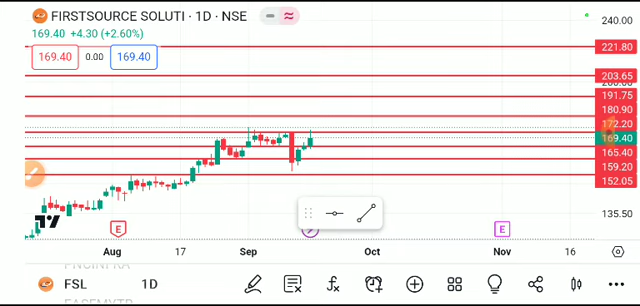 FIRSTSOURCE SOLUTI · 1D · NSE
169.40 +4.30 (+2.60%)
169.40 0.00 169.40
240.00
221.80
203.65
191.75
180.90
172.20
169.40
165.40
159.20
152.05
135.50
E
E
Aug 17 Sep Oct Nov 16
FSL 1D